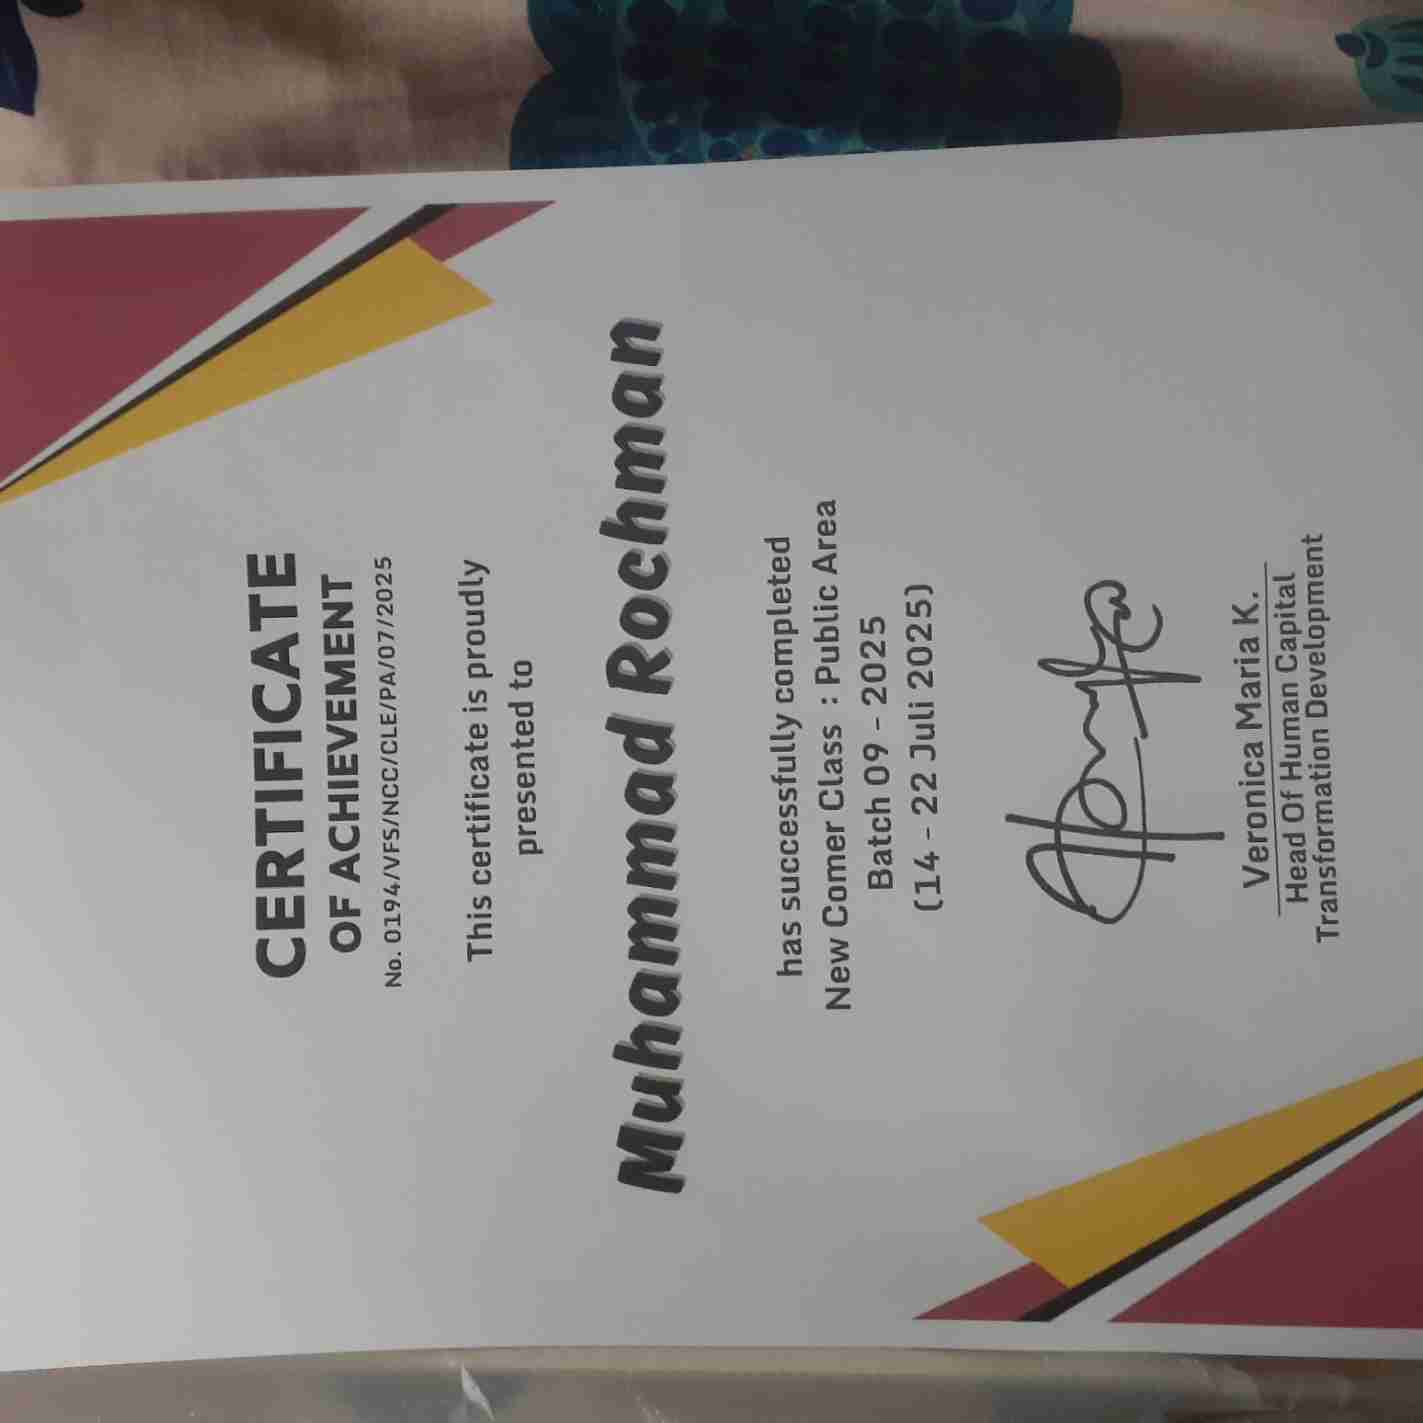 CERTIFICATE
OF ACHIEVEMENT
No. 0194/VFS/NCC/CLE/PA/07/2025
This certificate is proudly
presented to
Muhammad Rochman
has successfully completed
New Comer Class : Public Area
Batch 09 - 2025
(14 - 22 Juli 2025)
Veronica Maria K.
Head Of Human Capital
Transformation Development